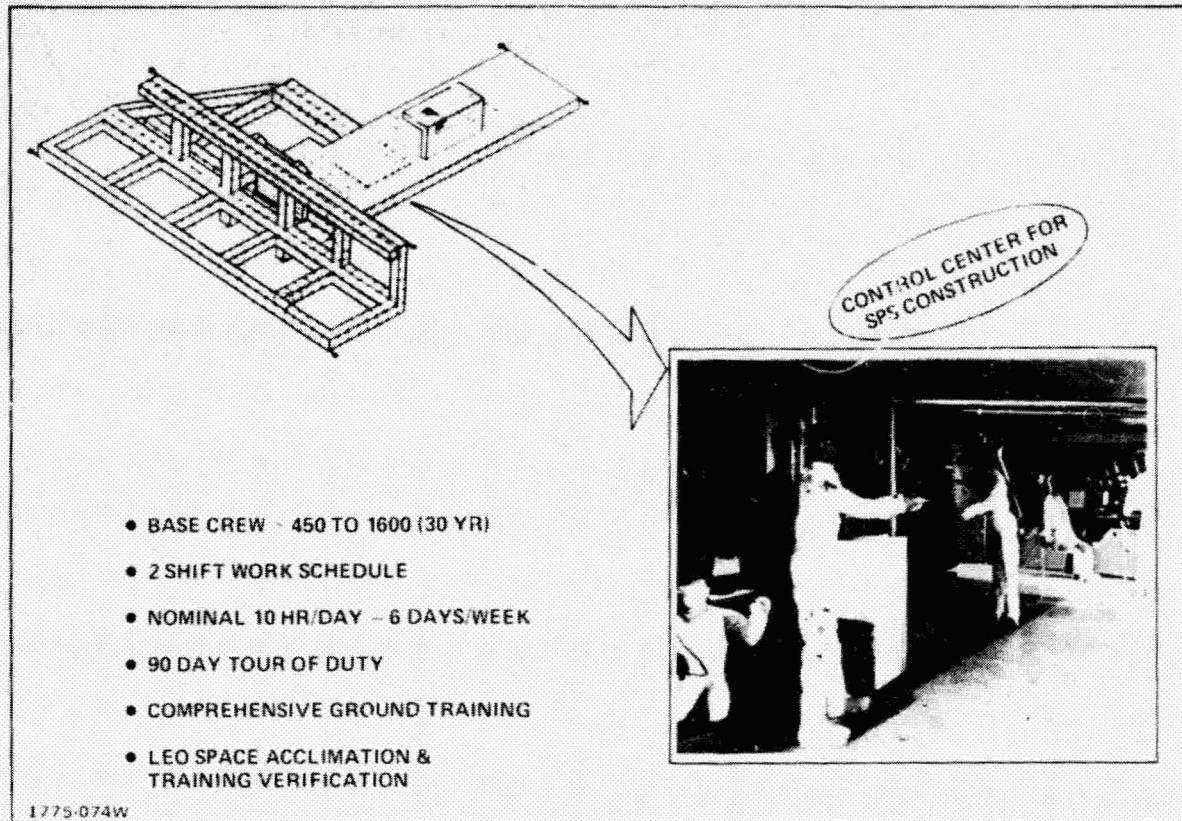 CONTROL CENTER FOR
SPS CONSTRUCTION
• BASE CREW - 450 TO 1600 (30 YR)
• 2 SHIFT WORK SCHEDULE
• NOMINAL 10 HR/DAY – 6 DAYS/WEEK
• 90 DAY TOUR OF DUTY
• COMPREHENSIVE GROUND TRAINING
• LEO SPACE ACCLIMATION &
TRAINING VERIFICATION
1775-074W